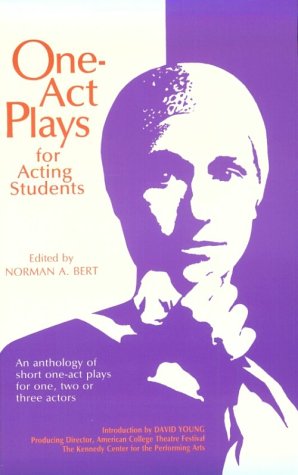 One-
Act
Plays
for
Acting
Students
Edited by
NORMAN A. BERT
An anthology of
short one-act plays
for one, two or
three actors
Introduction by DAVID YOUNG
Producing Director, American College Theatre Festival
The Kennedy Center for the Performing Arts